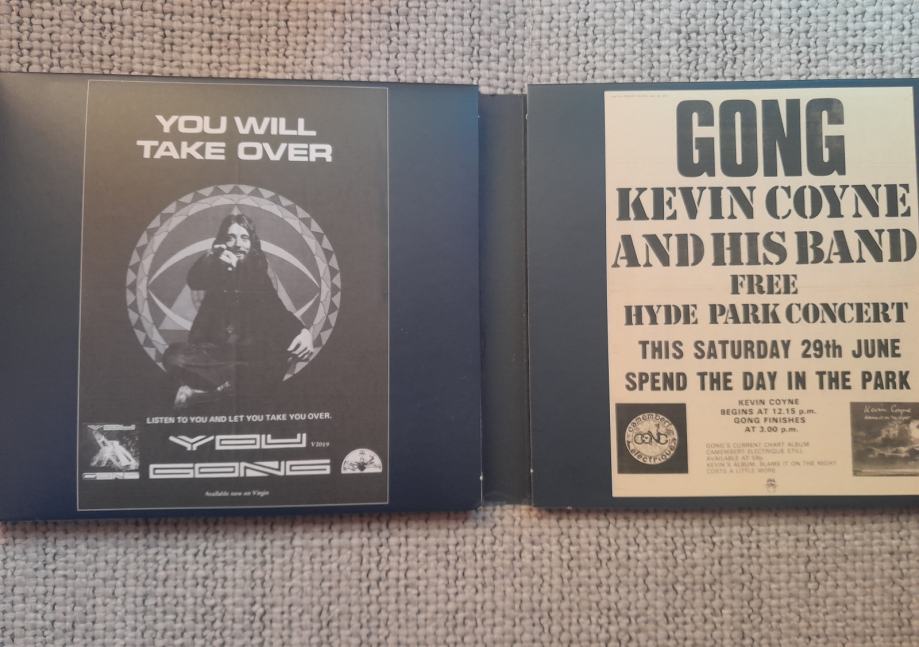 YOU WILL
TAKE OVER
LISTEN TO YOU AND LET YOU TAKE YOU OVER.
YOU
GONG
YOU V2019
GONG
Available now on Virgin
GONG
KEVIN COYNE
AND HIS BAND
FREE
HYDE PARK CONCERT
THIS SATURDAY 29th JUNE
SPEND THE DAY IN THE PARK
KEVIN COYNE
BEGINS AT 12.15 p.m.
GONG FINISHES
AT 3.00 p.m.
camembert
GONG
electrique
GONG'S CURRENT CHART ALBUM
CAMEMBERT ELECTRIQUE STILL
AVAILABLE AT 59p
KEVIN'S ALBUM, BLAME IT ON THE NIGHT
COSTS A LITTLE MORE
Kevin Coyne